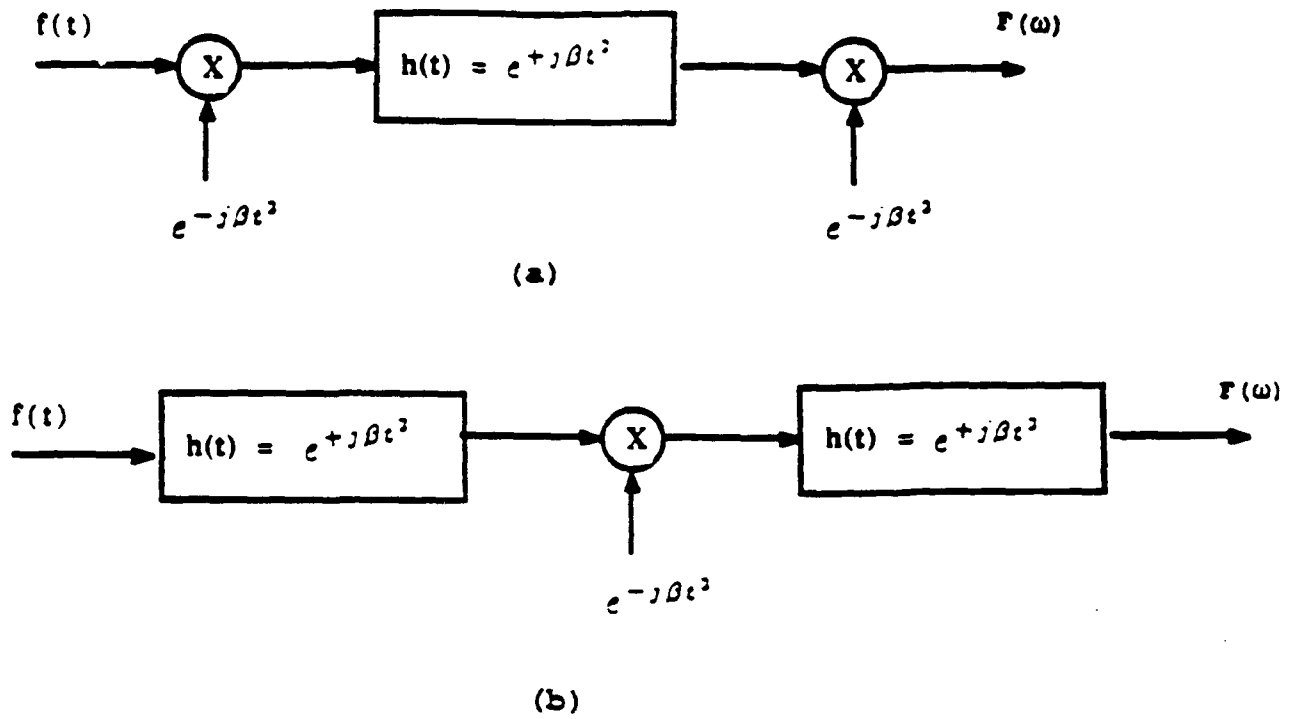 f(t)
F(ω)
X
h(t) = e^{+jβt²}
X
e^{-jβt²}
e^{-jβt²}
(a)
f(t)
F(ω)
h(t) = e^{+jβt²}
X
h(t) = e^{+jβt²}
e^{-jβt²}
(b)